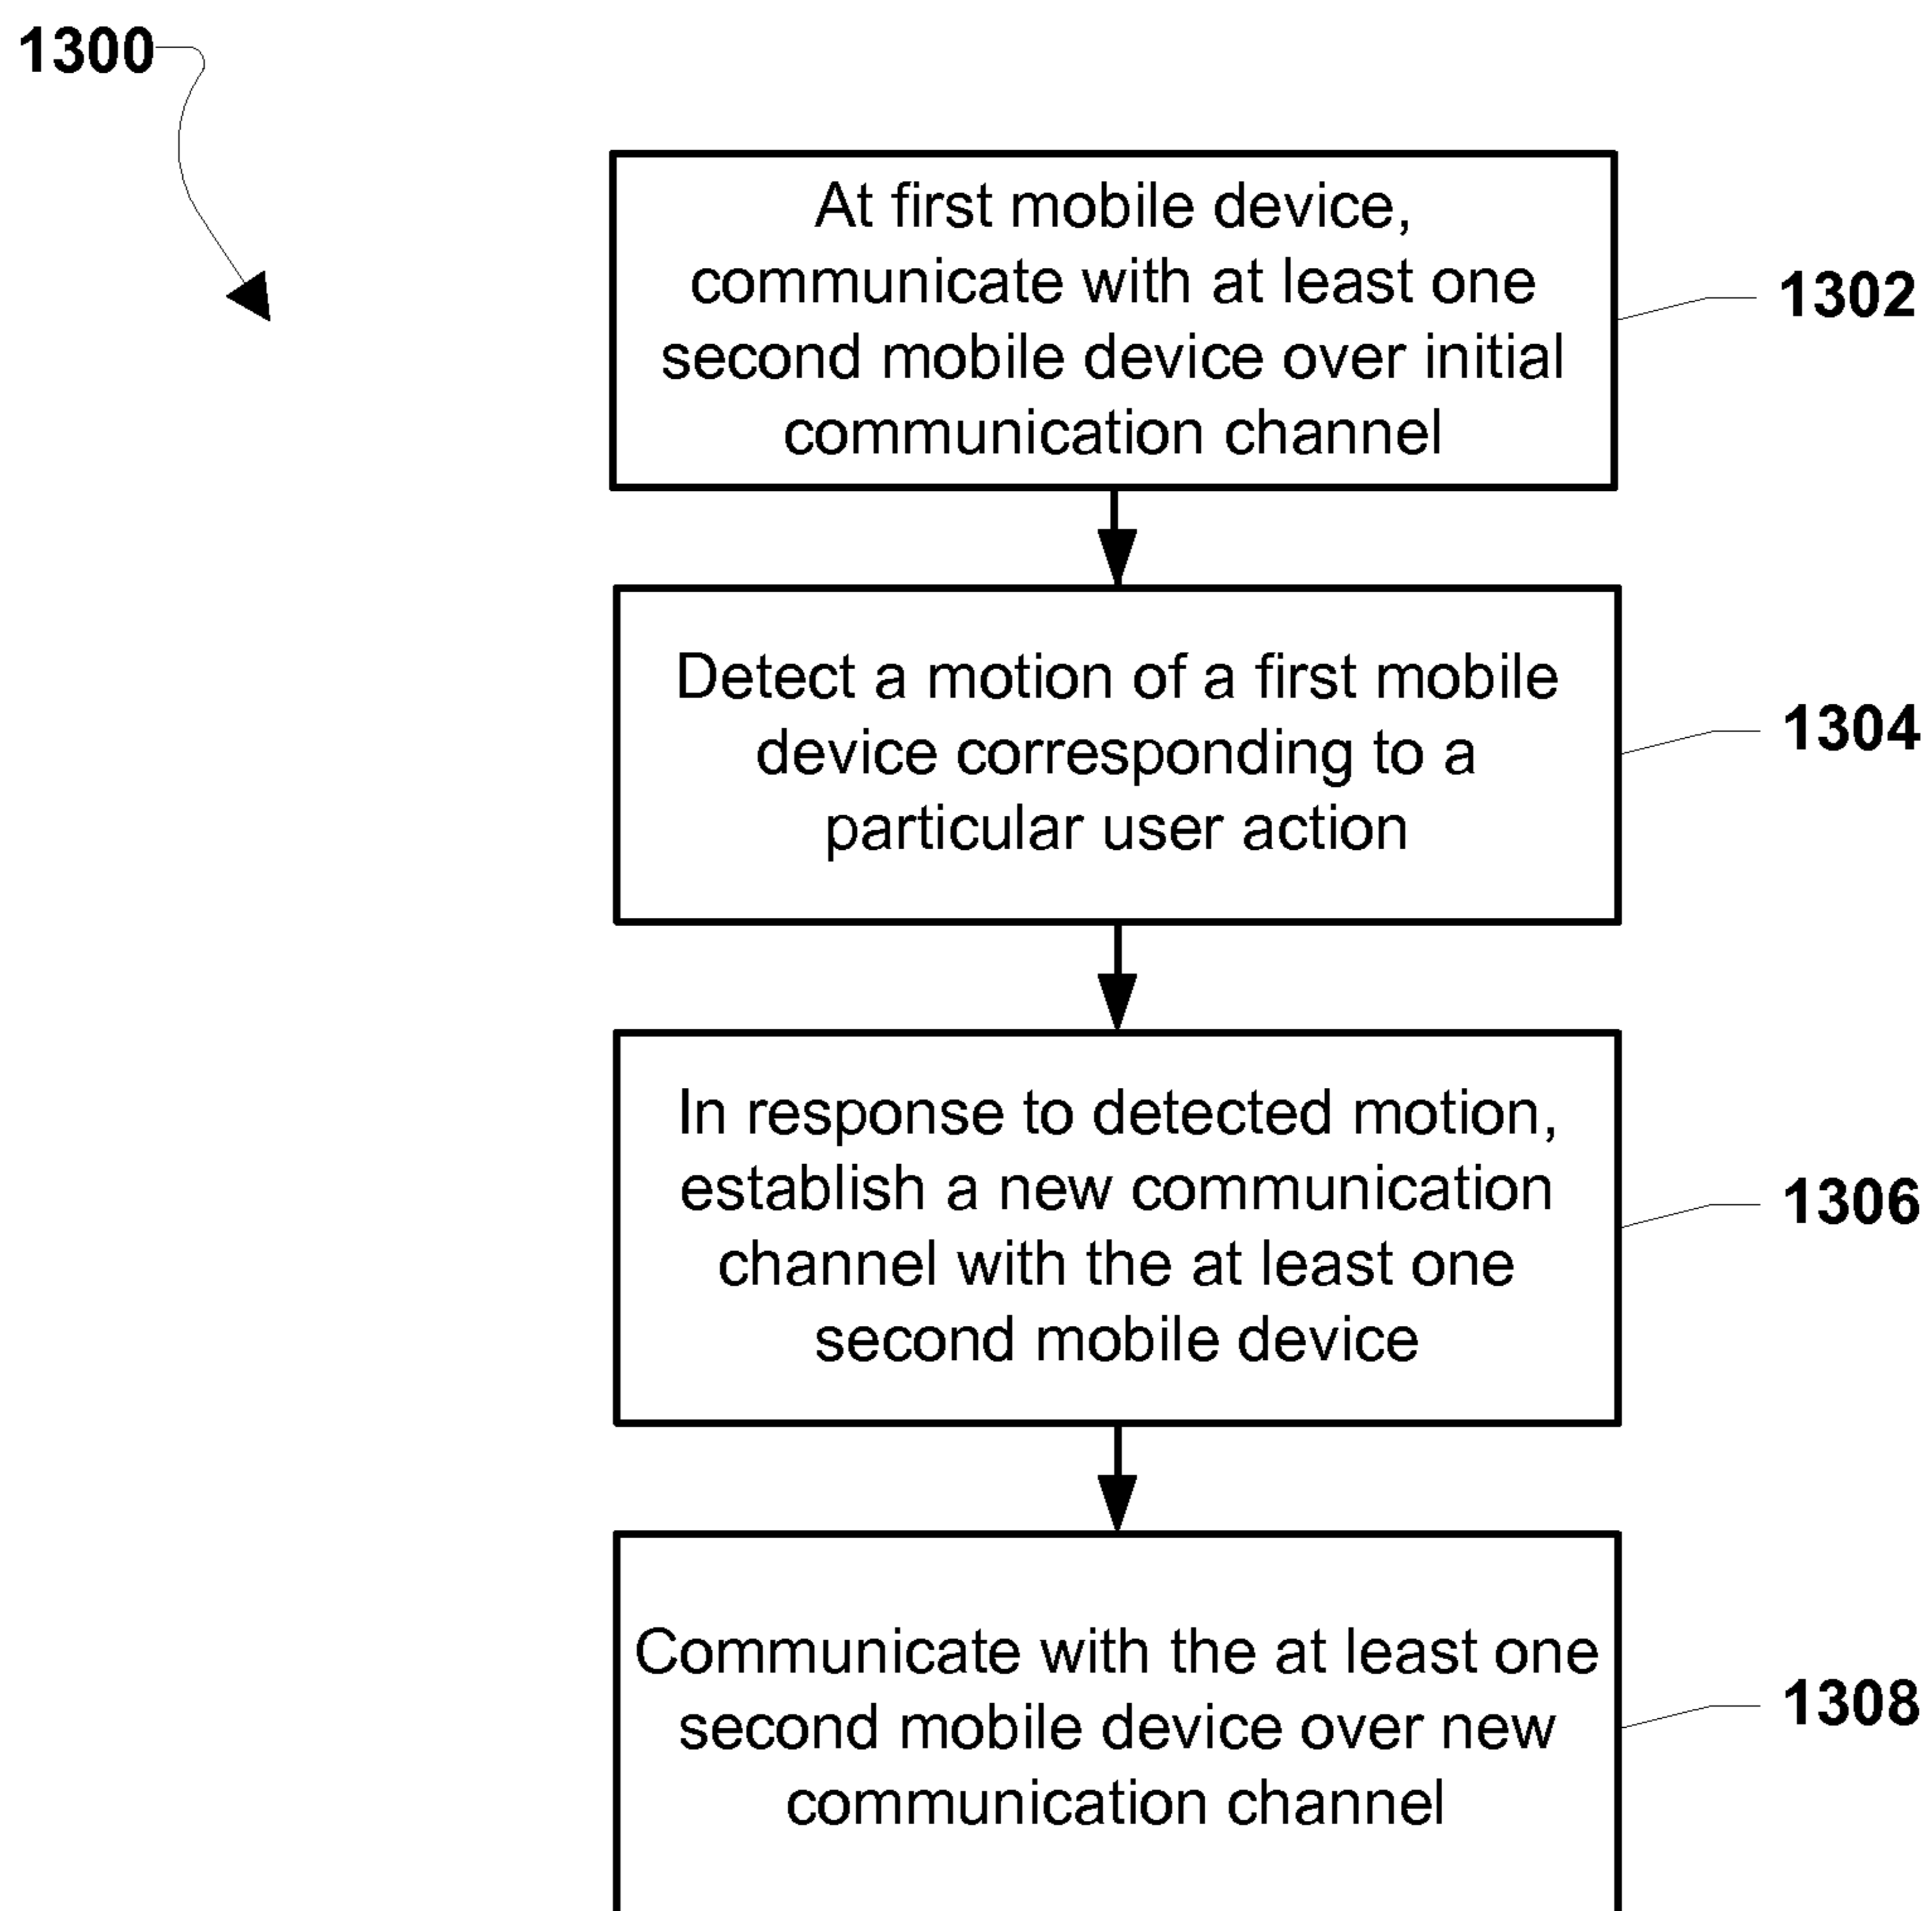 1300
At first mobile device,
communicate with at least one
second mobile device over initial
communication channel
1302
Detect a motion of a first mobile
device corresponding to a
particular user action
1304
In response to detected motion,
establish a new communication
channel with the at least one
second mobile device
1306
Communicate with the at least one
second mobile device over new
communication channel
1308